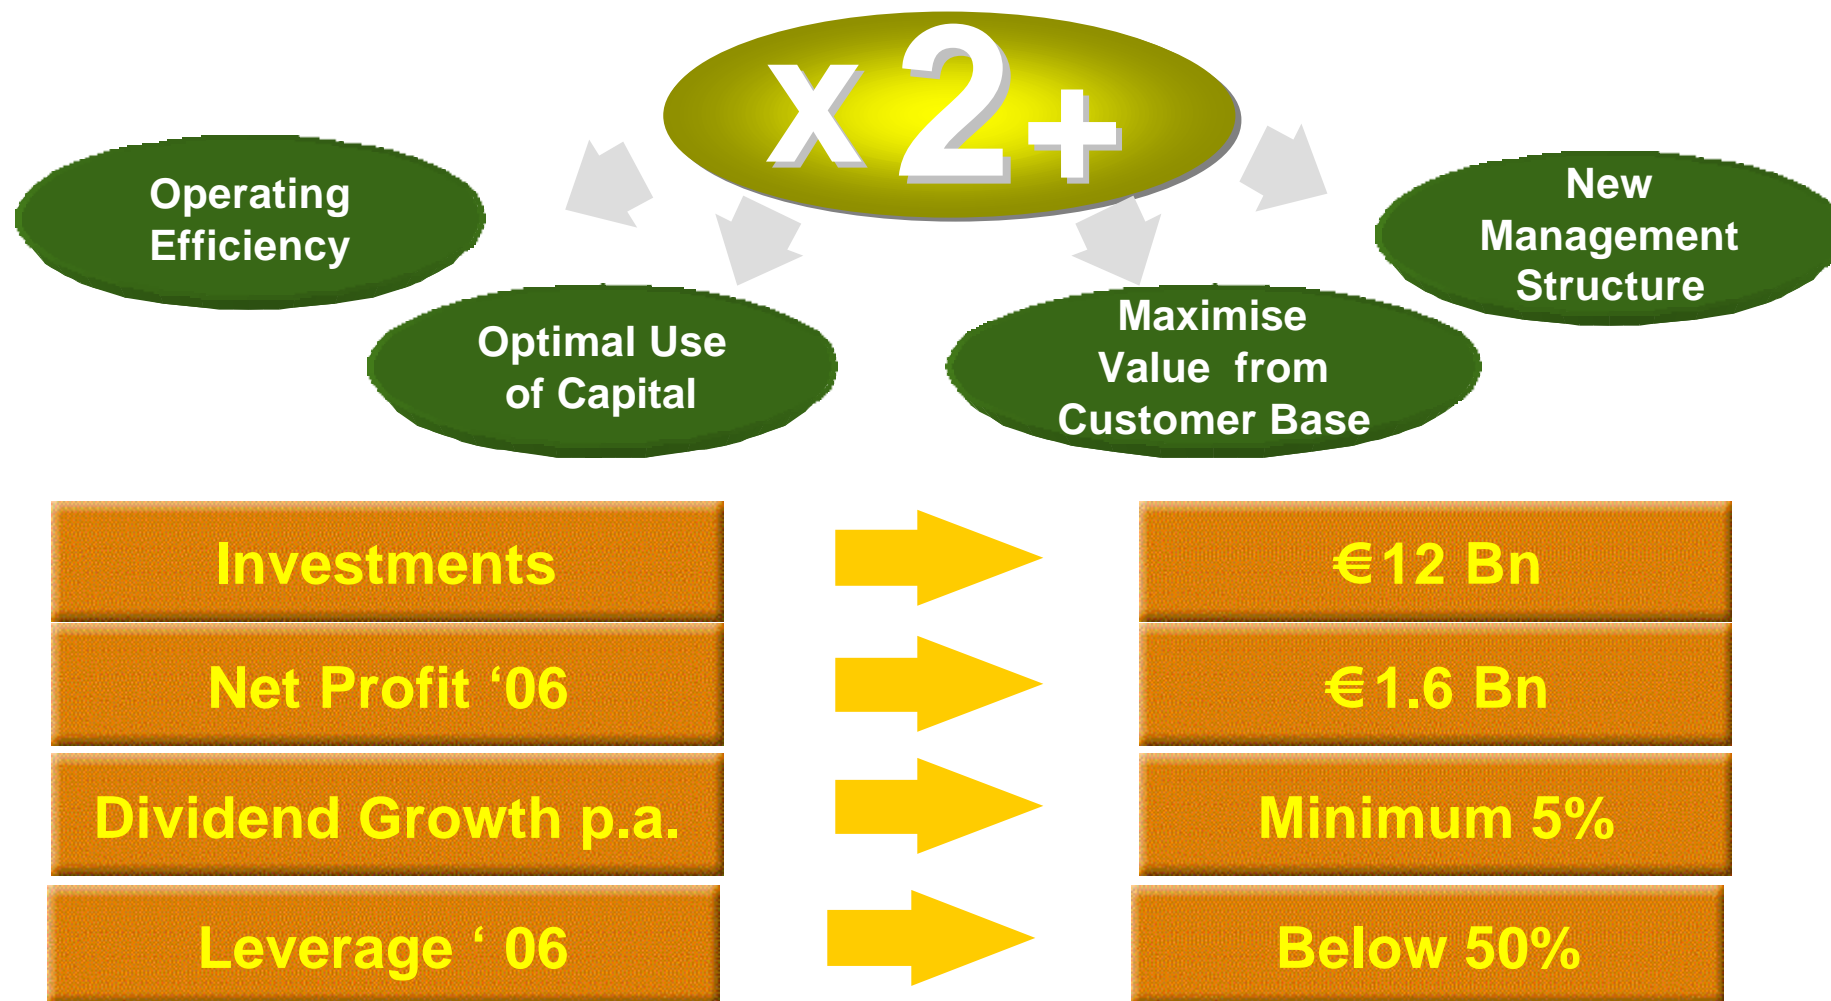 x 2+
Operating
Efficiency
Optimal Use
of Capital
Maximise
Value from
Customer Base
New
Management
Structure
Investments
€12 Bn
Net Profit ‘06
€1.6 Bn
Dividend Growth p.a.
Minimum 5%
Leverage ‘ 06
Below 50%